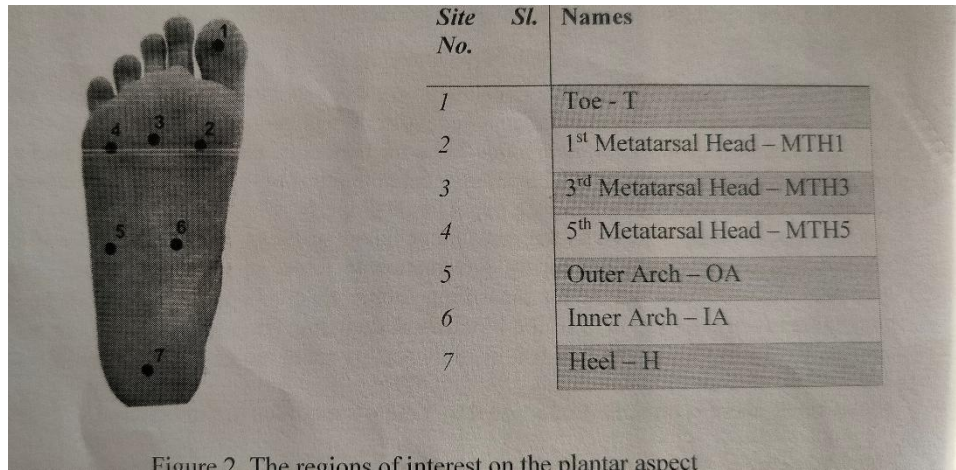 Site Sl. Names
No.
1 Toe - T
2 1st Metatarsal Head – MTH1
3 3rd Metatarsal Head – MTH3
4 5th Metatarsal Head – MTH5
5 Outer Arch – OA
6 Inner Arch – IA
7 Heel – H
1
4 3 2
5 6
7
Figure 2. The regions of interest on the plantar aspect